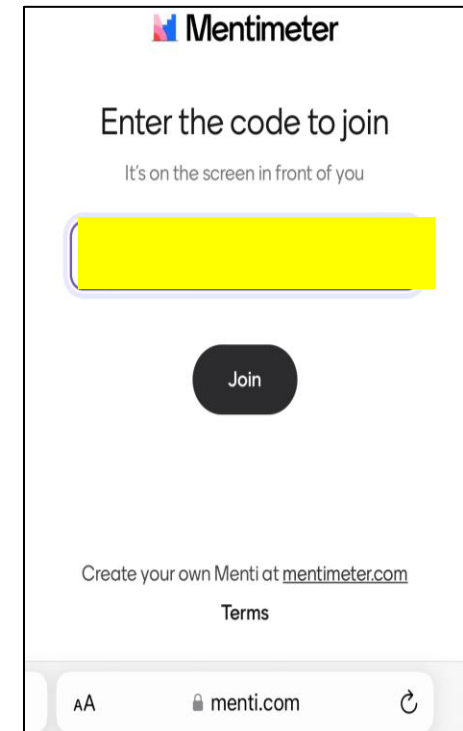 Mentimeter
Enter the code to join
It's on the screen in front of you
Join
Create your own Menti at mentimeter.com
Terms
AA menti.com